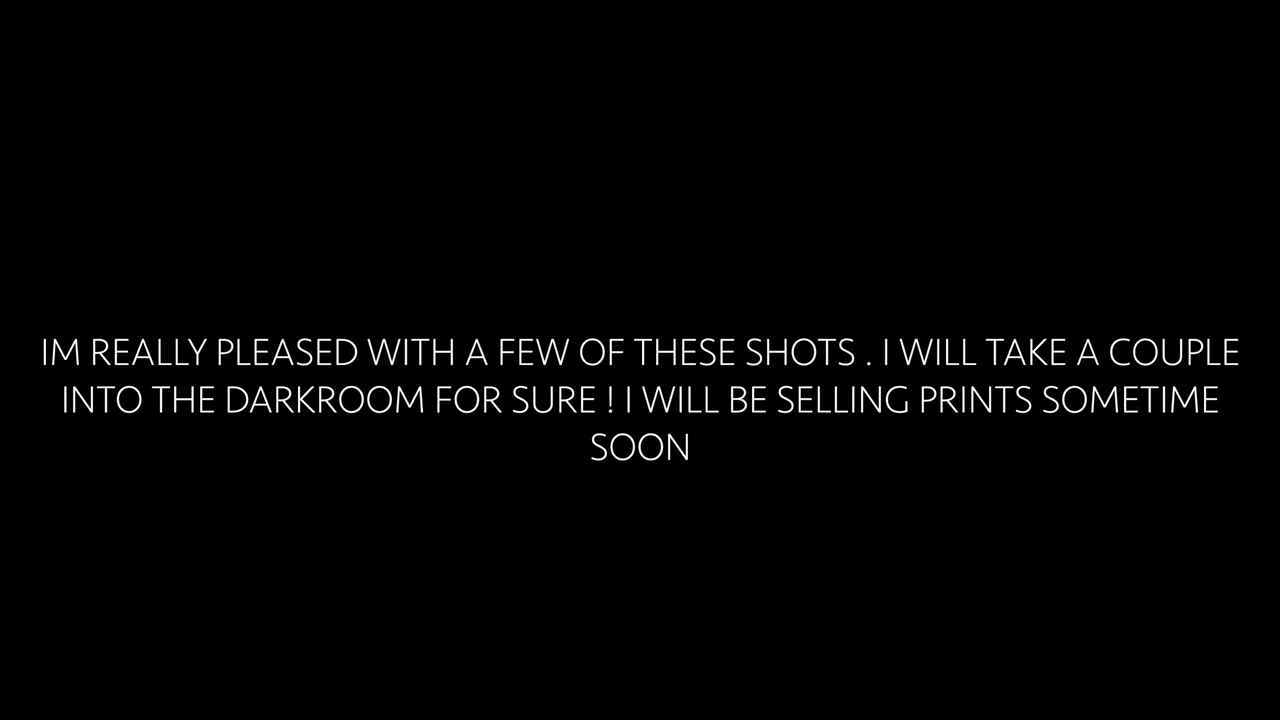 IM REALLY PLEASED WITH A FEW OF THESE SHOTS . I WILL TAKE A COUPLE
INTO THE DARKROOM FOR SURE ! I WILL BE SELLING PRINTS SOMETIME
SOON